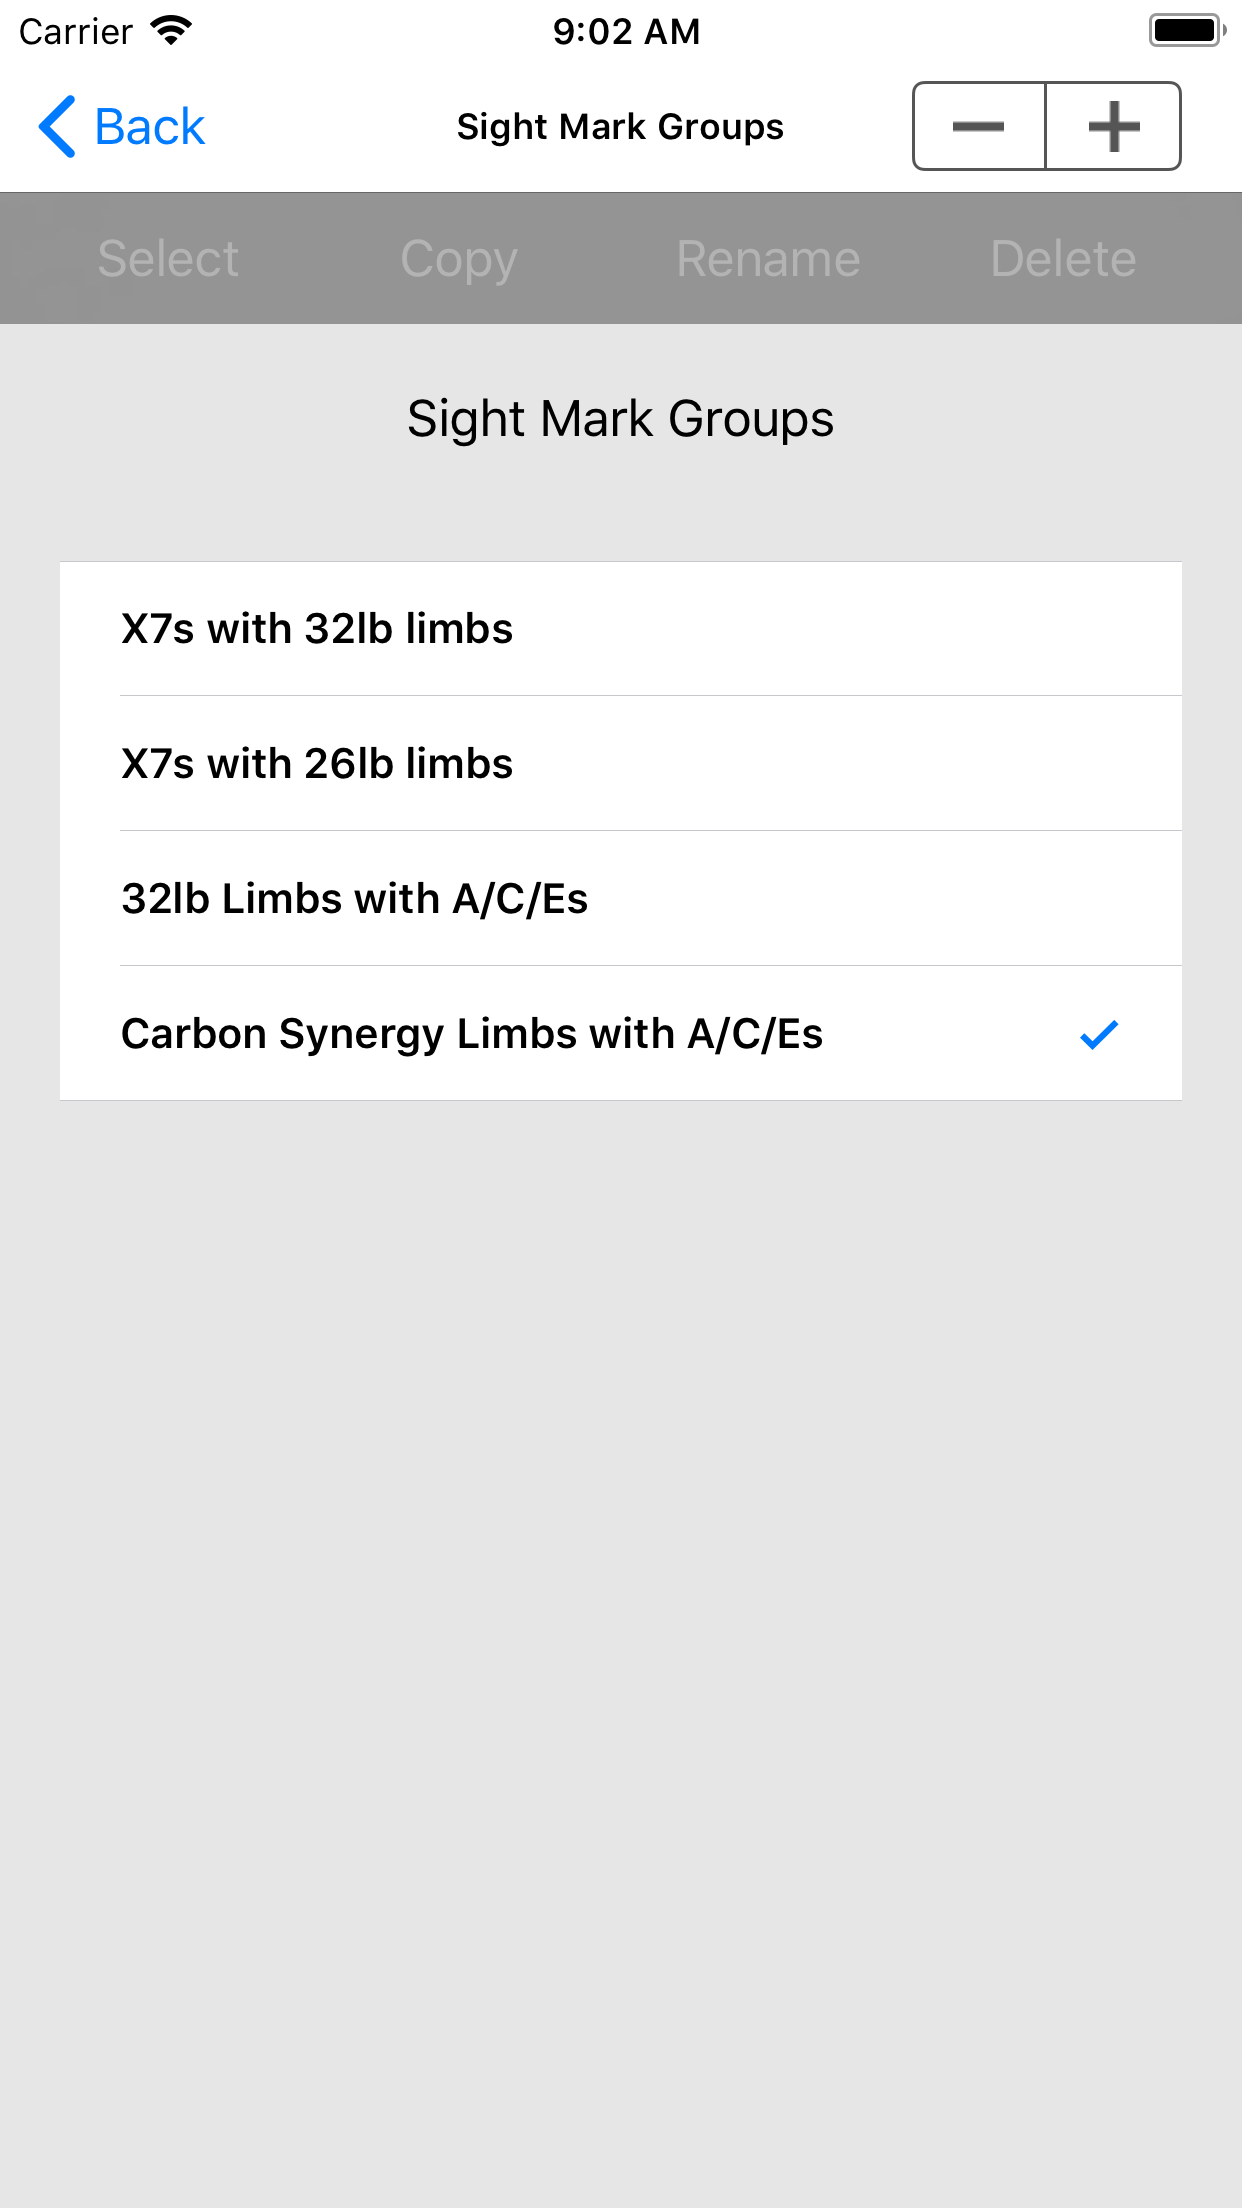 Carrier 9:02 AM
Back Sight Mark Groups
Select Copy Rename Delete
Sight Mark Groups
X7s with 32lb limbs
X7s with 26lb limbs
32lb Limbs with A/C/Es
Carbon Synergy Limbs with A/C/Es